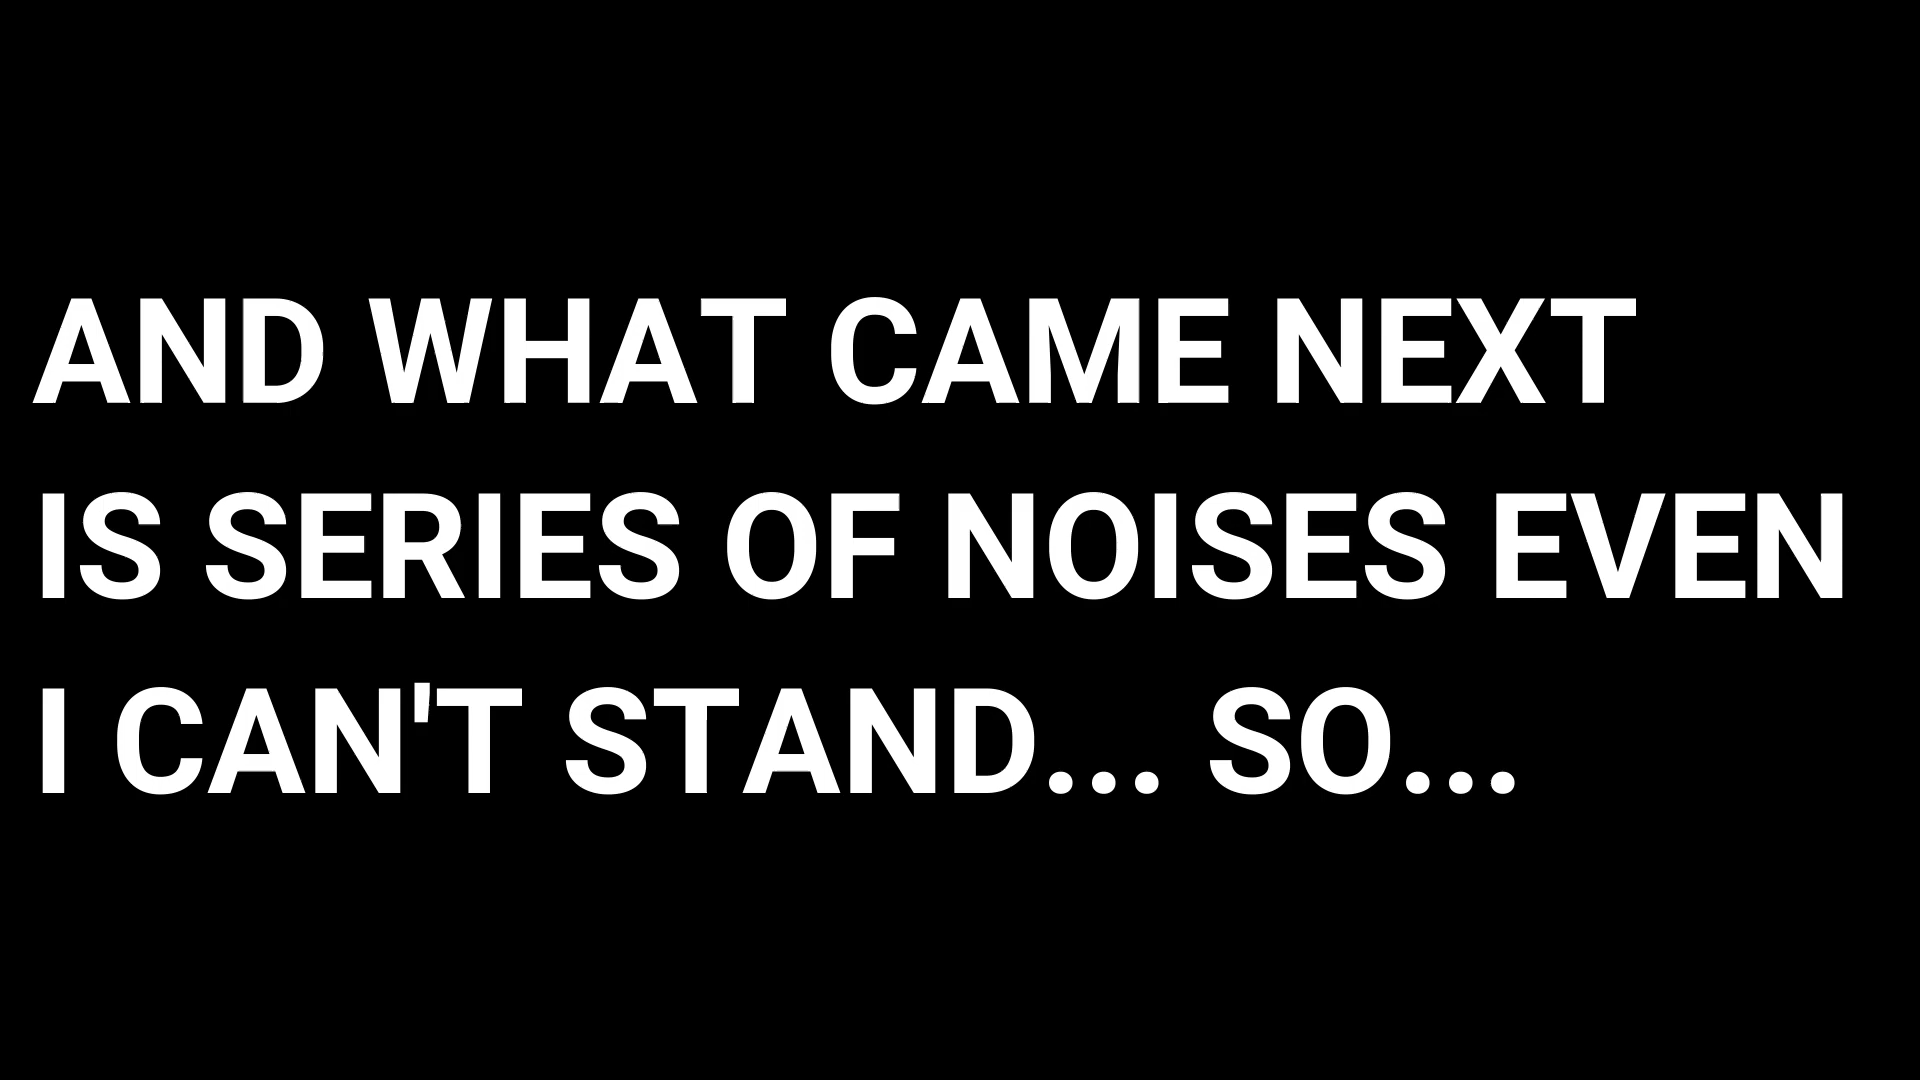 AND WHAT CAME NEXT
IS SERIES OF NOISES EVEN
I CAN'T STAND... SO...